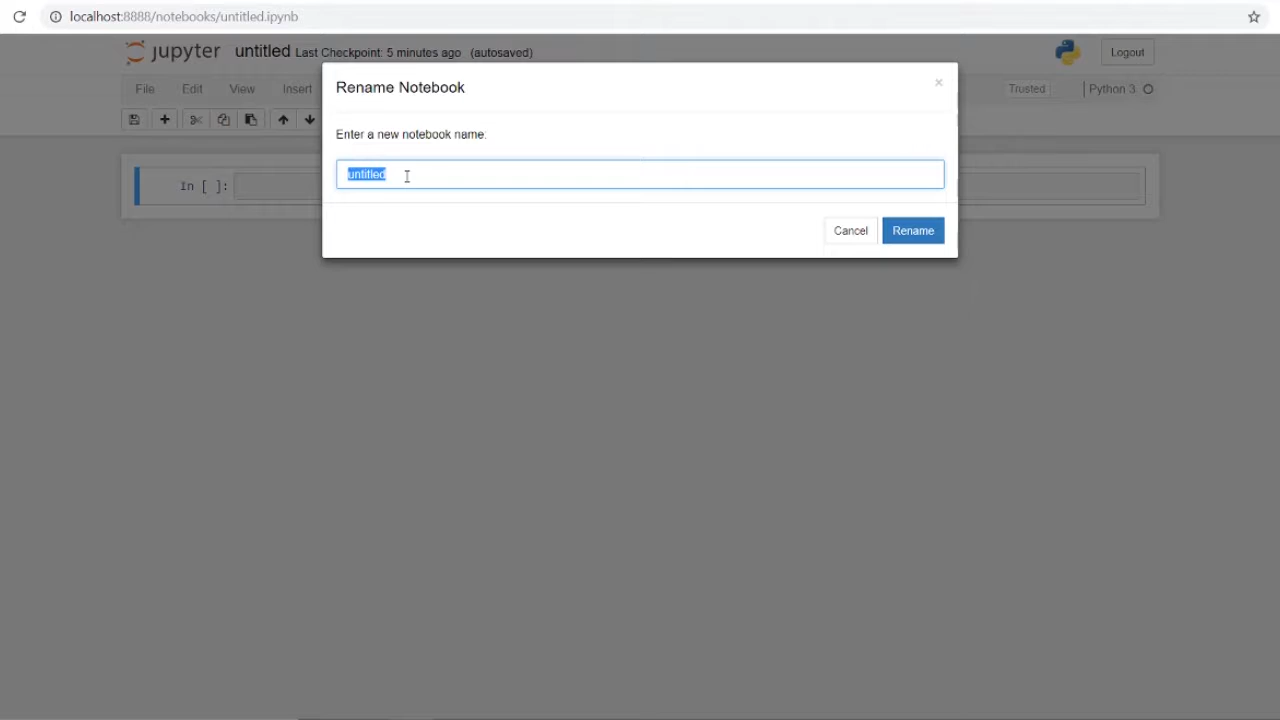 localhost:8888/notebooks/untitled.ipynb
jupyter untitled Last Checkpoint: 5 minutes ago (autosaved) Logout
Rename Notebook ×
File Edit View Insert Trusted Python 3
Enter a new notebook name:
untitled
In [ ]:
Cancel Rename